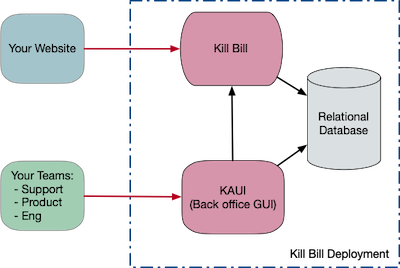 Your Website
Kill Bill
Relational
Database
Your Teams:
- Support
- Product
- Eng
KAUI
(Back office GUI)
Kill Bill Deployment